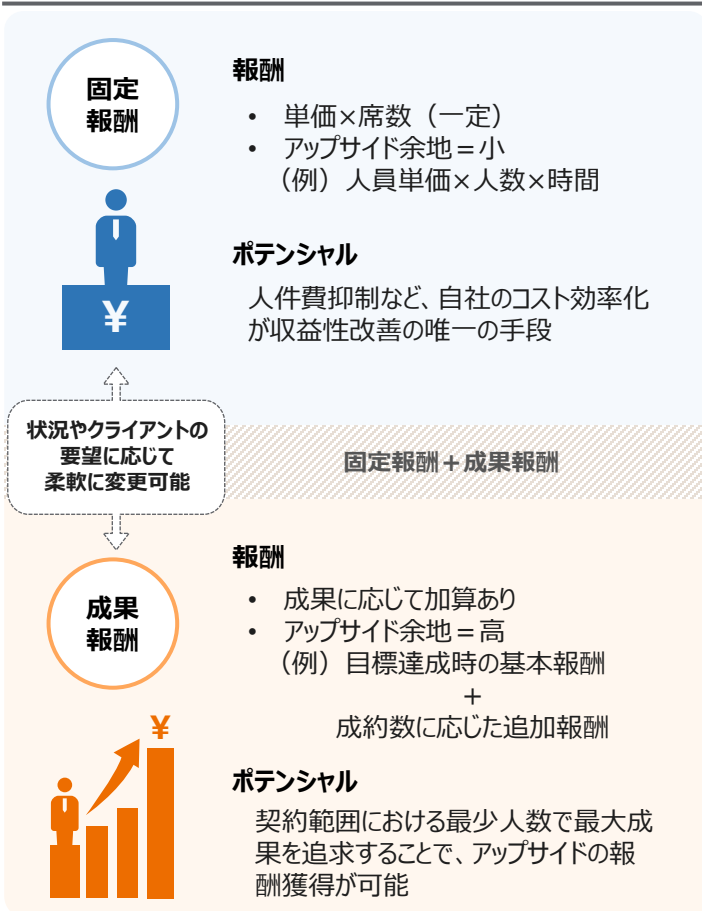 固定
報酬
報酬
• 単価×席数（一定）
• アップサイド余地＝小
（例）人員単価×人数×時間
¥
ポテンシャル
人件費抑制など、自社のコスト効率化
が収益性改善の唯一の手段
状況やクライアントの
要望に応じて
柔軟に変更可能
固定報酬＋成果報酬
成果
報酬
報酬
• 成果に応じて加算あり
• アップサイド余地＝高
（例）目標達成時の基本報酬
＋
成約数に応じた追加報酬
¥
ポテンシャル
契約範囲における最少人数で最大成
果を追求することで、アップサイドの報
酬獲得が可能